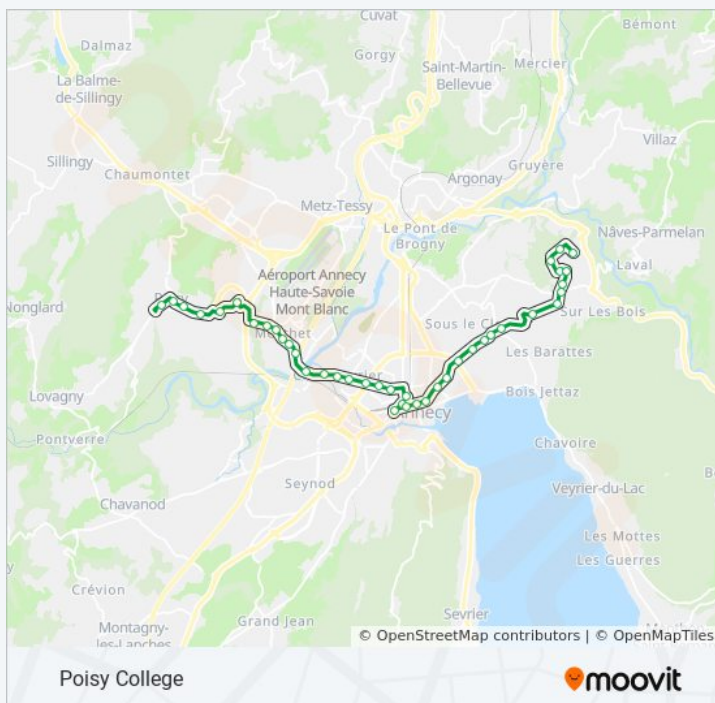 Cuvat
Bémont
Dalmaz
Gorgy
Saint-Martin-
Bellevue
Mercier
La Balme-
de-Sillingy
Villaz
Sillingy
Gruyère
Chaumontet
Argonay
Metz-Tessy
Le Pont de
Brogny
Nâves-Parmelan
Laval
Aéroport Annecy
Haute-Savoie
Mont Blanc
Nonglard
Sur Les Bois
Sous le
Les Barattes
Lovagny
Bois Jettaz
Annecy
Pontverre
Chavoire
Seynod
Veyrier-du-Lac
Chavanod
Les Mottes
Les Guerres
Crévion
Grand Jean
Sevrier
Montagny-
les-Lanches
© OpenStreetMap contributors | © OpenMapTiles
Poisy College
moovit